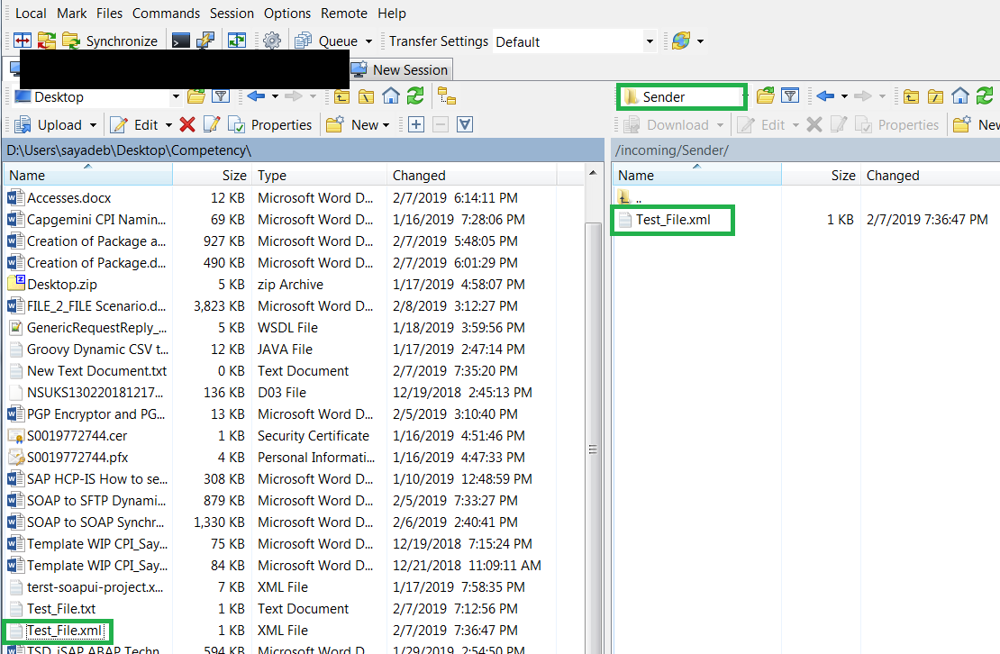 Local Mark Files Commands Session Options Remote Help
Synchronize Queue Transfer Settings Default
New Session
Desktop
Sender
Upload Edit Properties New
Download Edit Properties New
D:\Users\sayadeb\Desktop\Competency\
/incoming/Sender/
Name Size Type Changed
Accesses.docx 12 KB Microsoft Word D... 2/7/2019 6:14:11 PM
Capgemini CPI Namin... 69 KB Microsoft Word D... 1/16/2019 7:28:06 PM
Creation of Package a... 927 KB Microsoft Word D... 2/7/2019 5:48:05 PM
Creation of Package.d... 490 KB Microsoft Word D... 2/7/2019 6:01:29 PM
Desktop.zip 5 KB zip Archive 1/17/2019 4:58:07 PM
FILE_2_FILE Scenario.d... 3,823 KB Microsoft Word D... 2/8/2019 3:12:27 PM
GenericRequestReply_... 5 KB WSDL File 1/18/2019 3:59:56 PM
Groovy Dynamic CSV t... 12 KB JAVA File 1/17/2019 2:47:14 PM
New Text Document.txt 0 KB Text Document 2/7/2019 7:35:20 PM
NSUKS130220181217... 136 KB D03 File 12/19/2018 2:45:13 PM
PGP Encryptor and PG... 13 KB Microsoft Word D... 2/5/2019 3:10:40 PM
S0019772744.cer 1 KB Security Certificate 1/16/2019 4:51:46 PM
S0019772744.pfx 4 KB Personal Informati... 1/16/2019 4:47:33 PM
SAP HCP-IS How to se... 308 KB Microsoft Word D... 1/10/2019 12:48:59 PM
SOAP to SFTP Dynami... 879 KB Microsoft Word D... 2/5/2019 7:33:27 PM
SOAP to SOAP Synchr... 1,330 KB Microsoft Word D... 2/6/2019 2:40:41 PM
Template WIP CPI_Say... 75 KB Microsoft Word D... 12/19/2018 7:15:24 PM
Template WIP CPI_Say... 84 KB Microsoft Word D... 12/21/2018 11:09:11 AM
terst-soapui-project.x... 7 KB XML File 1/17/2019 7:58:35 PM
Test_File.txt 1 KB Text Document 2/7/2019 7:12:56 PM
Test_File.xml 1 KB XML File 2/7/2019 7:36:47 PM
TSD_iSAP ABAP Techn... 594 KB Microsoft Word D... 1/29/2019 2:54:50 PM
Name Size Changed
..
Test_File.xml 1 KB 2/7/2019 7:36:47 PM